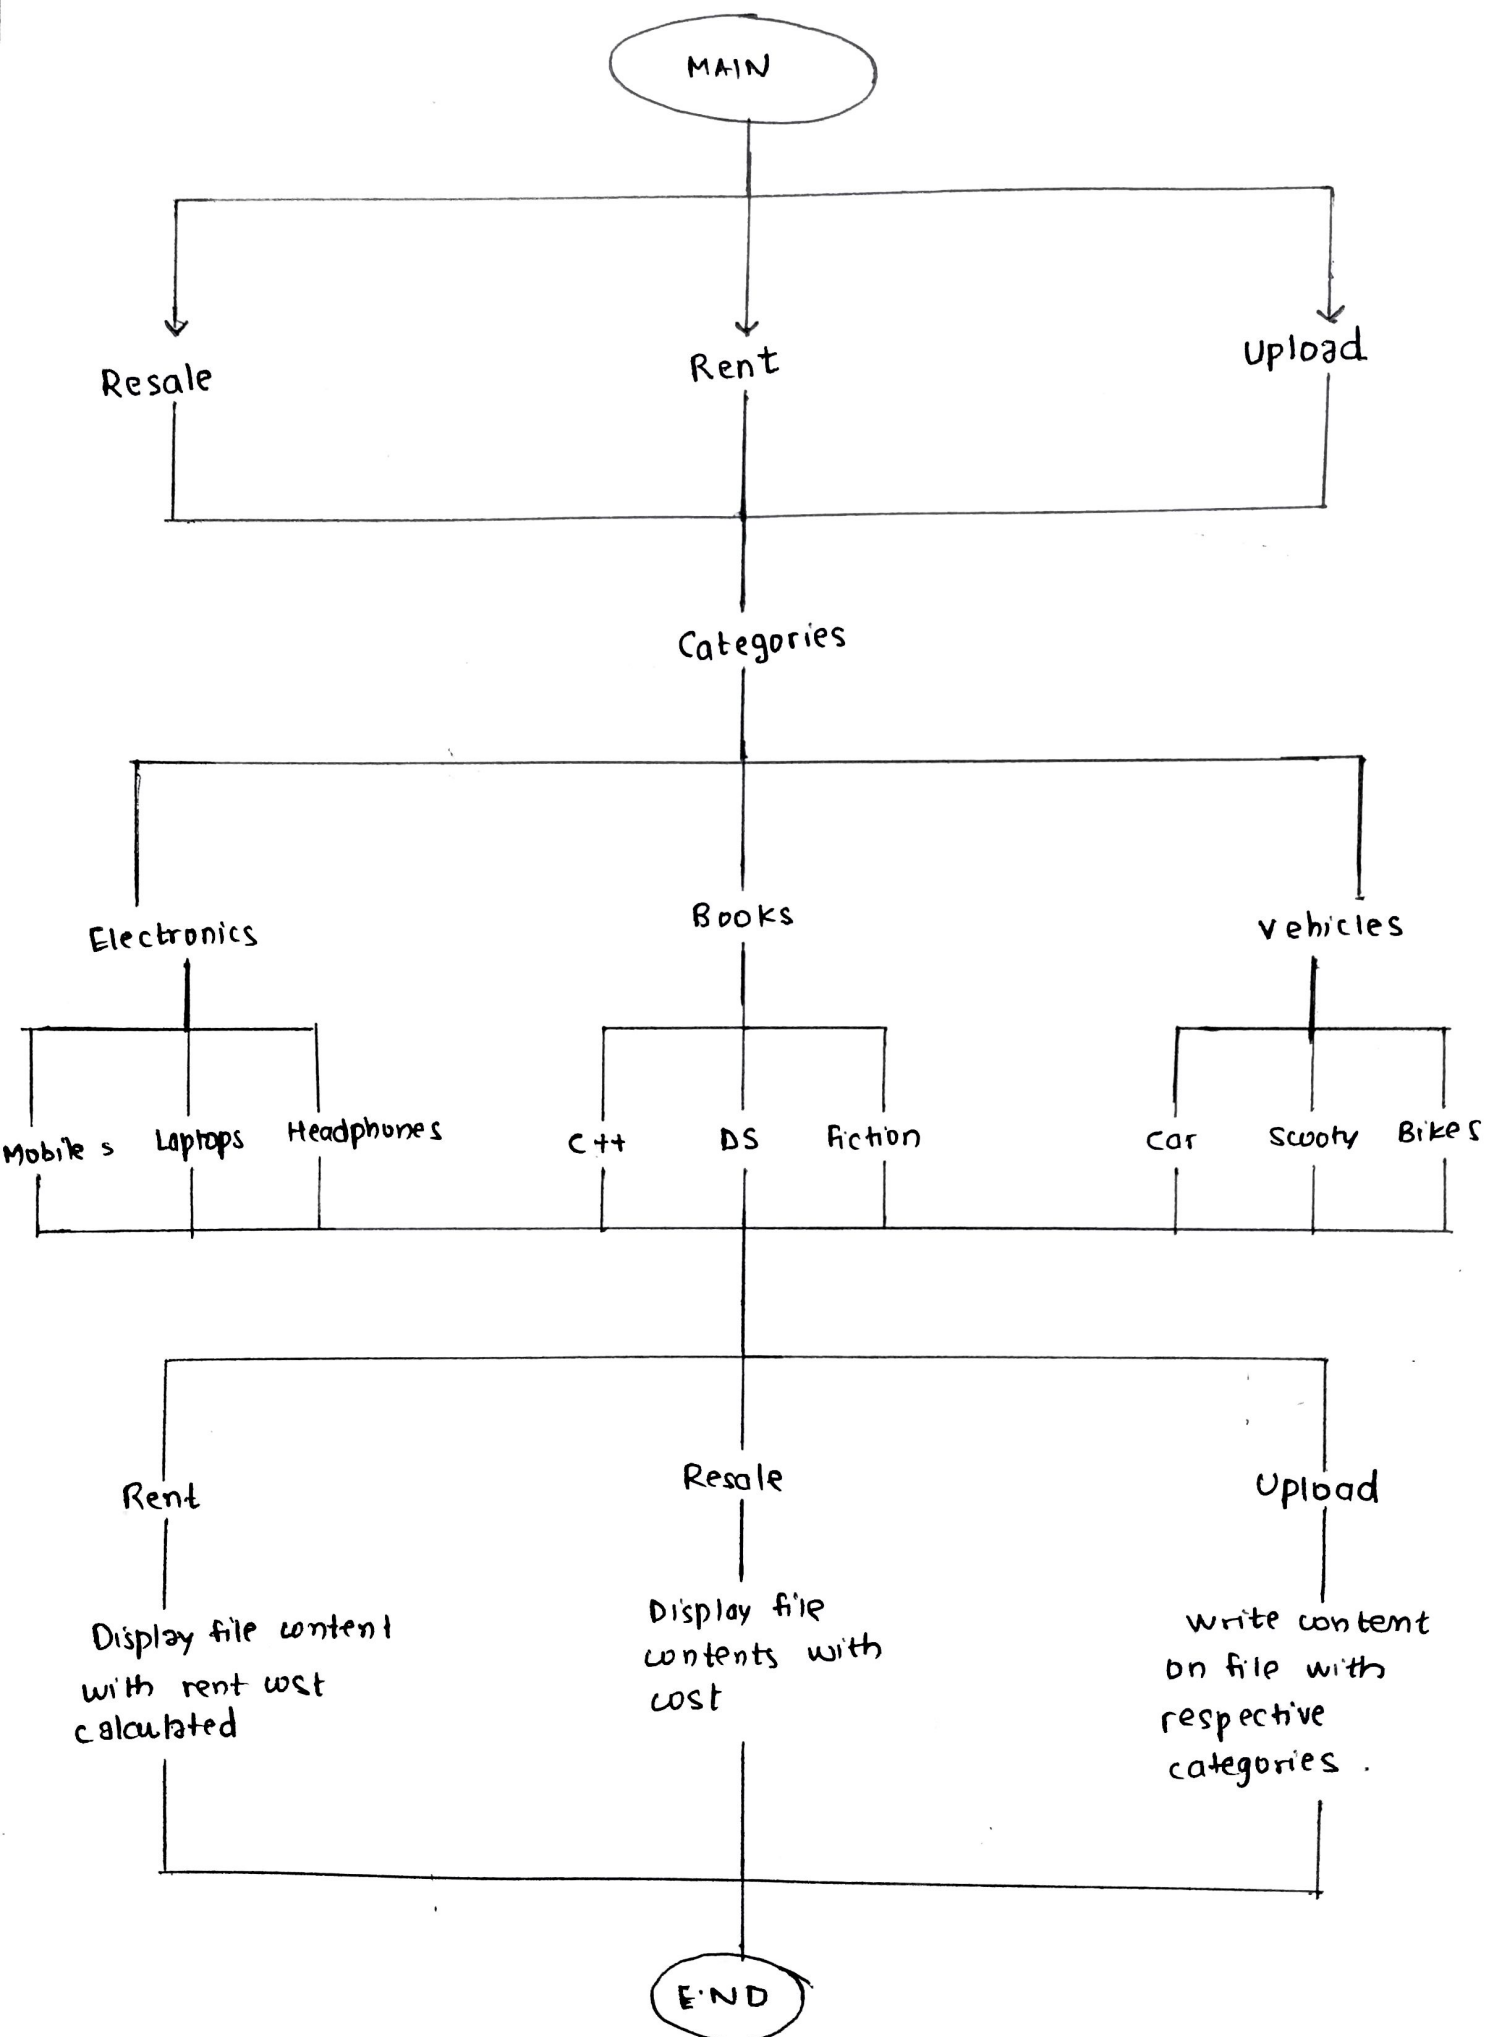 MAIN
Resale
Rent
Upload
Categories
Electronics
Books
Vehicles
Mobiles
Laptops
Headphones
C++
DS
Fiction
Car
Scooty
Bikes
Rent
Resale
Upload
Display file content
with rent cost
calculated
Display file
contents with
cost
Write content
on file with
respective
categories.
END